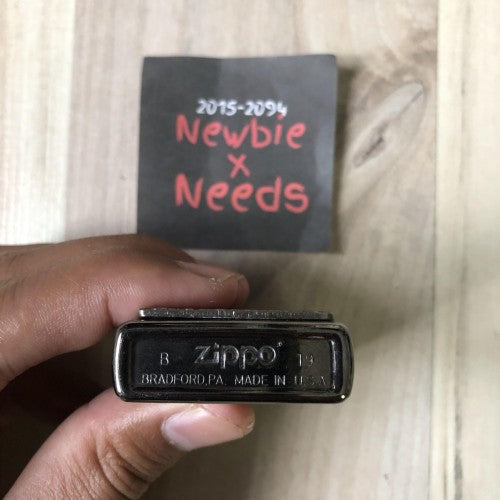 2015-2094
Newbie
x
Needs
B zippo 19
BRADFORD,PA. MADE IN U.S.A.